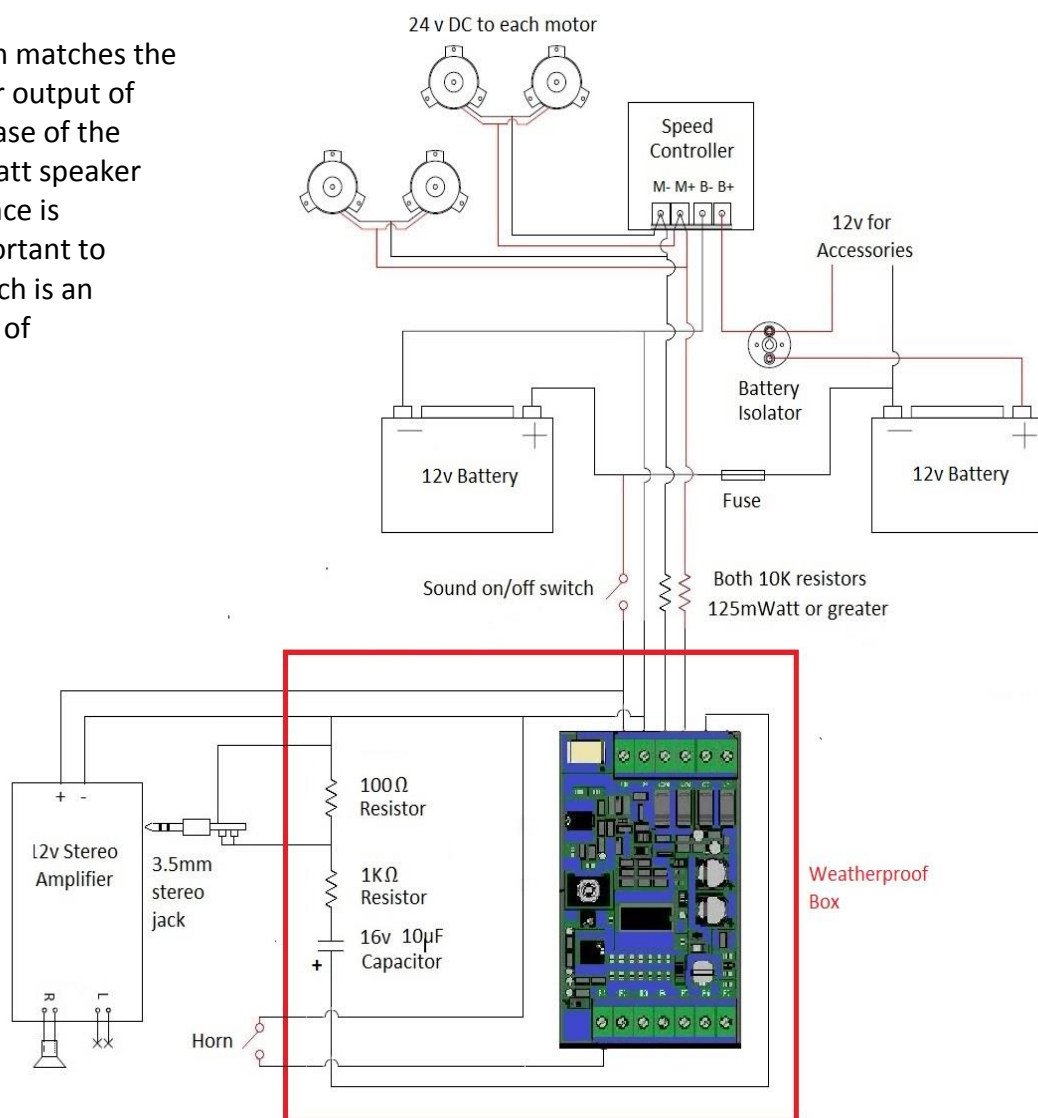 24 v DC to each motor
n matches the
r output of
ase of the
att speaker
nce is
portant to
ch is an
of
Speed
Controller
M- M+ B- B+
12v for
Accessories
Battery
Isolator
12v Battery
12v Battery
Fuse
Sound on/off switch
Both 10K resistors
125mWatt or greater
100Ω
Resistor
+ -
12v Stereo
Amplifier
3.5mm
stereo
jack
1KΩ
Resistor
16v 10µF
Capacitor
+
Weatherproof
Box
R L
Horn